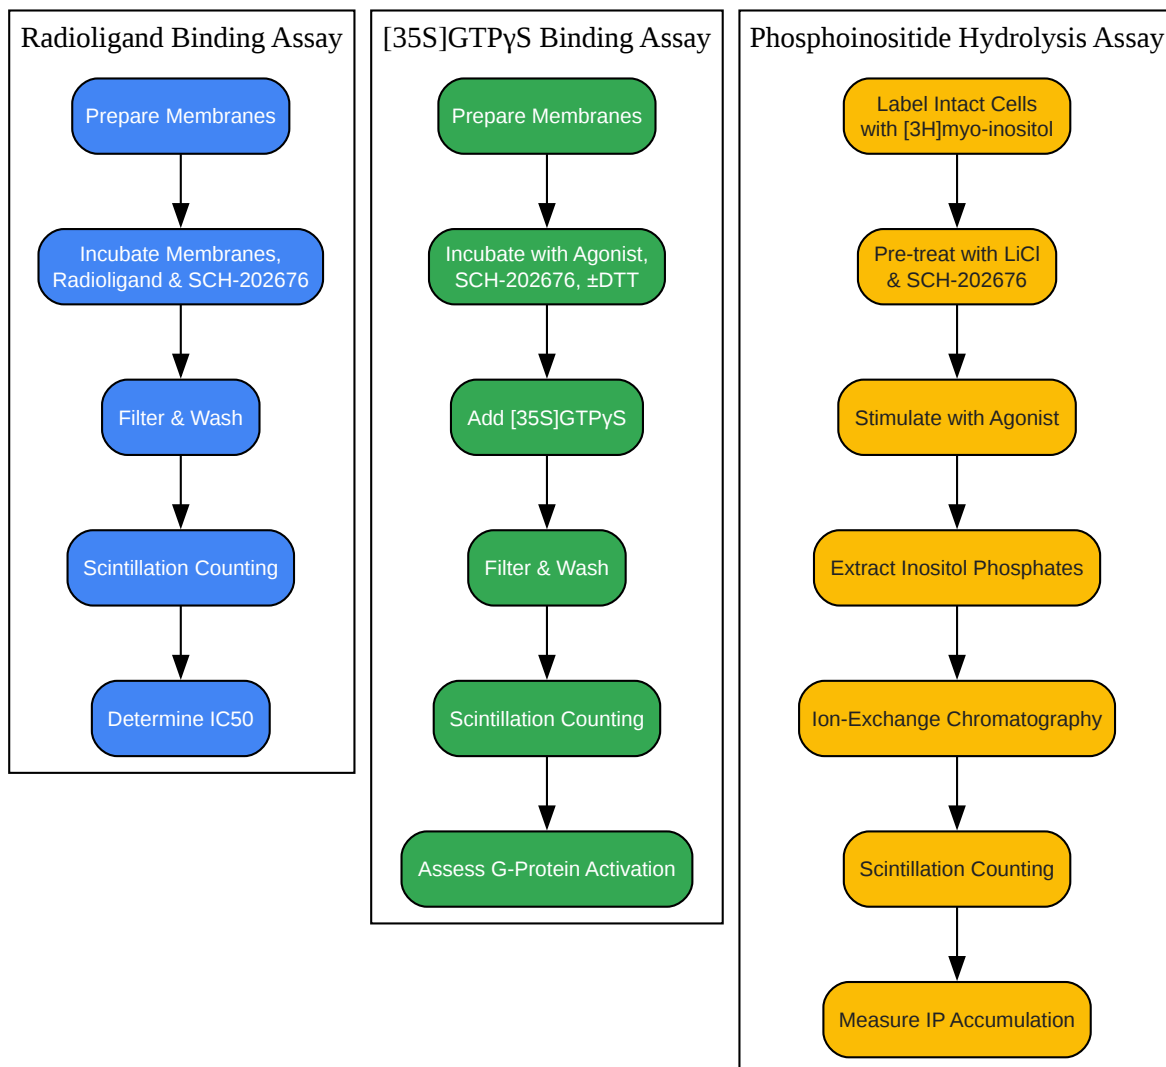 Radioligand Binding Assay
Prepare Membranes
Incubate Membranes,
Radioligand & SCH-202676
Filter & Wash
Scintillation Counting
Determine IC50
[35S]GTPγS Binding Assay
Prepare Membranes
Incubate with Agonist,
SCH-202676, ±DTT
Add [35S]GTPγS
Filter & Wash
Scintillation Counting
Assess G-Protein Activation
Phosphoinositide Hydrolysis Assay
Label Intact Cells
with [3H]myo-inositol
Pre-treat with LiCl
& SCH-202676
Stimulate with Agonist
Extract Inositol Phosphates
Ion-Exchange Chromatography
Scintillation Counting
Measure IP Accumulation